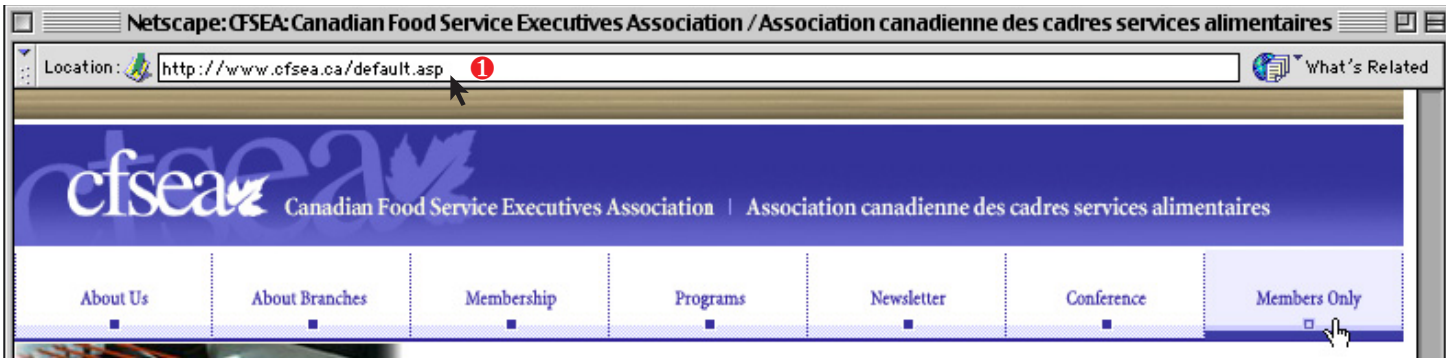 Netscape: CFSEA: Canadian Food Service Executives Association / Association canadienne des cadres services alimentaires
Location: http://www.cfsea.ca/default.asp 1 What's Related
cfsea
cfsea Canadian Food Service Executives Association | Association canadienne des cadres services alimentaires
About Us About Branches Membership Programs Newsletter Conference Members Only